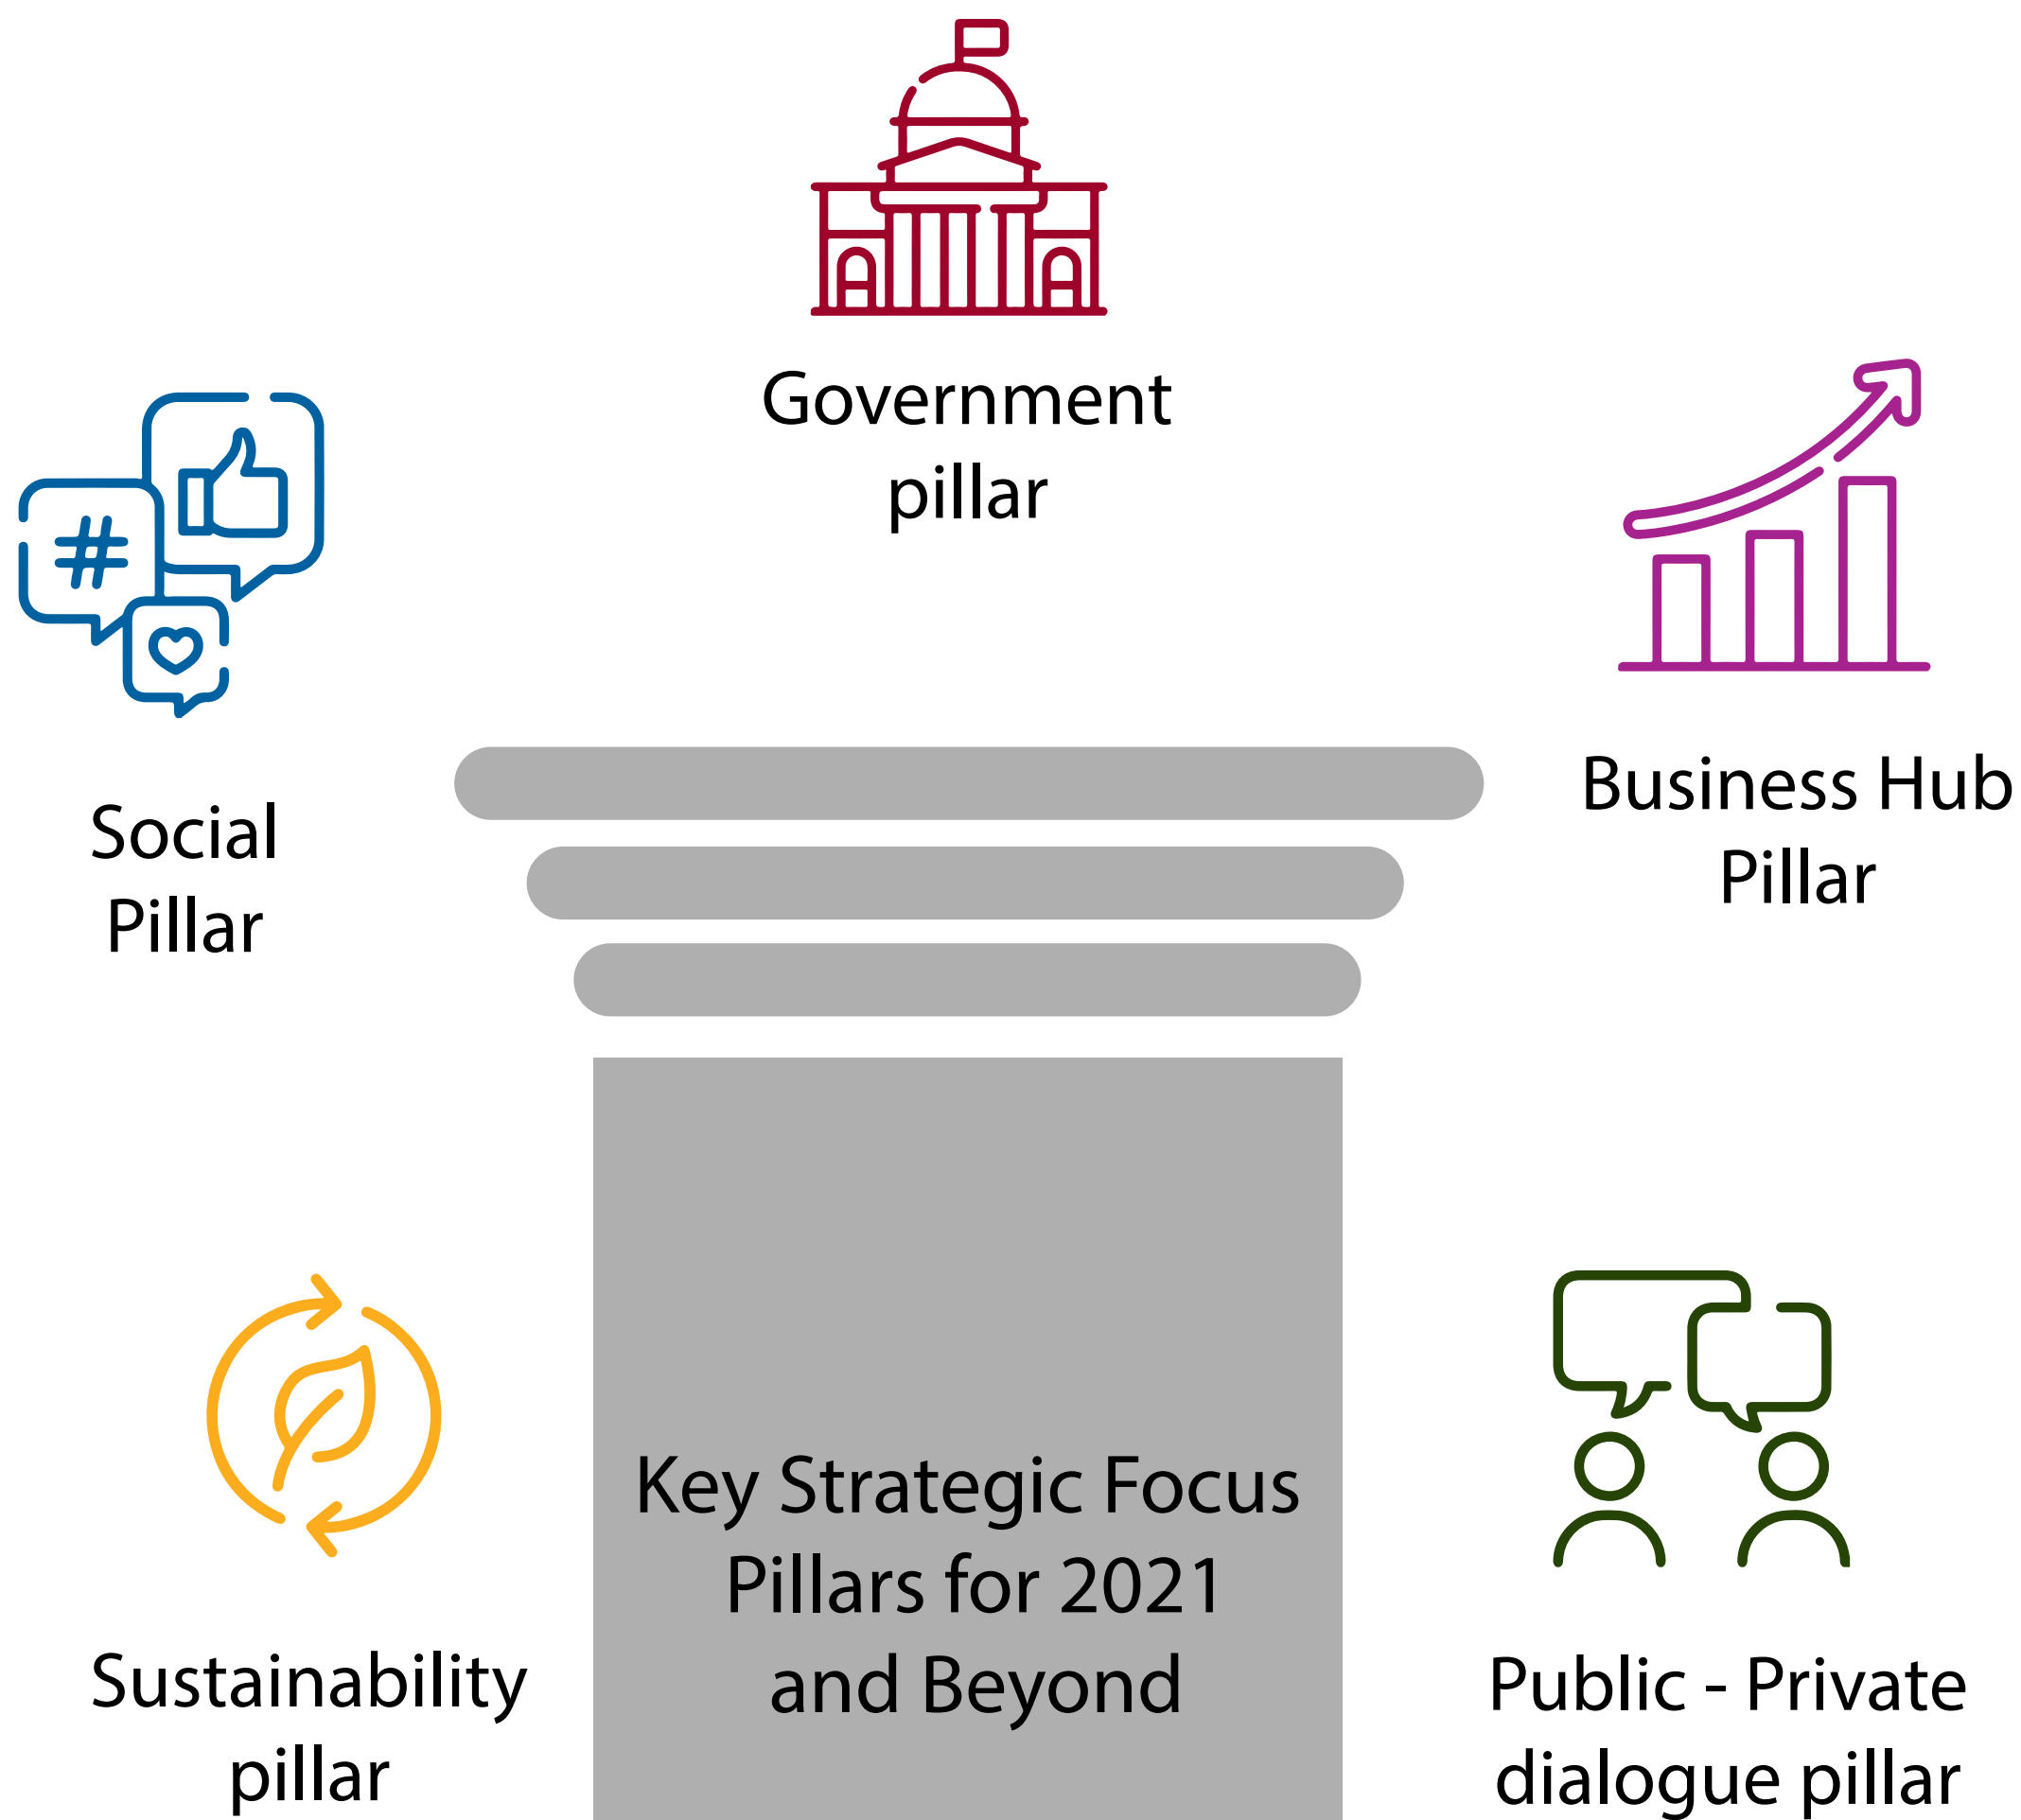 Government
pillar
Social
Pillar
Business Hub
Pillar
Key Strategic Focus
Pillars for 2021
and Beyond
Sustainability
pillar
Public - Private
dialogue pillar
#